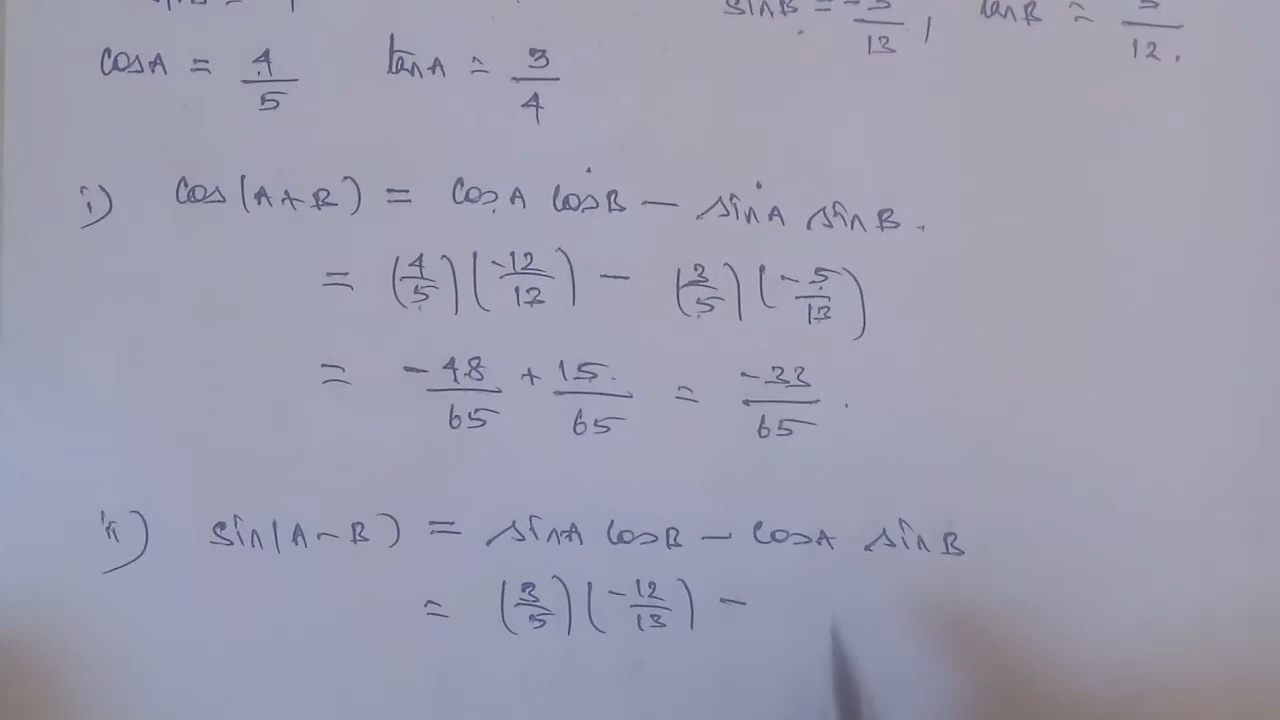 sinB = -5/13, tanB = 5/12.
cosA = 4/5 tanA = 3/4
i) cos(A+B) = cosA cosB - sinA sinB.
= (4/5)(-12/13) - (3/5)(-5/13)
= -48/65 + 15/65 = -33/65.
ii) sin(A-B) = sinA cosB - cosA sinB
= (3/5)(-12/13) -